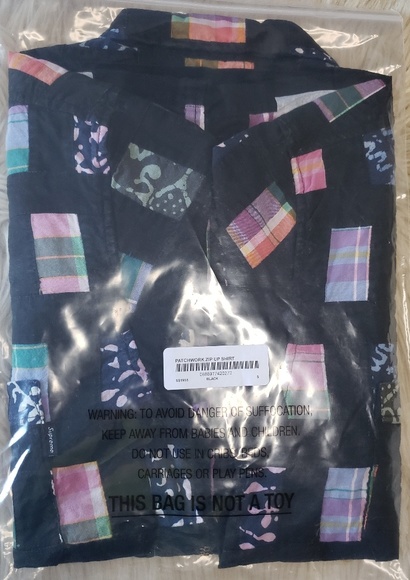 PATCHWORK ZIP UP SHIRT
BLACK
Supreme
WARNING: TO AVOID DANGER OF SUFFOCATION,
KEEP AWAY FROM BABIES AND CHILDREN.
DO NOT USE IN CRIBS, BEDS,
CARRIAGES OR PLAY PENS.
THIS BAG IS NOT A TOY